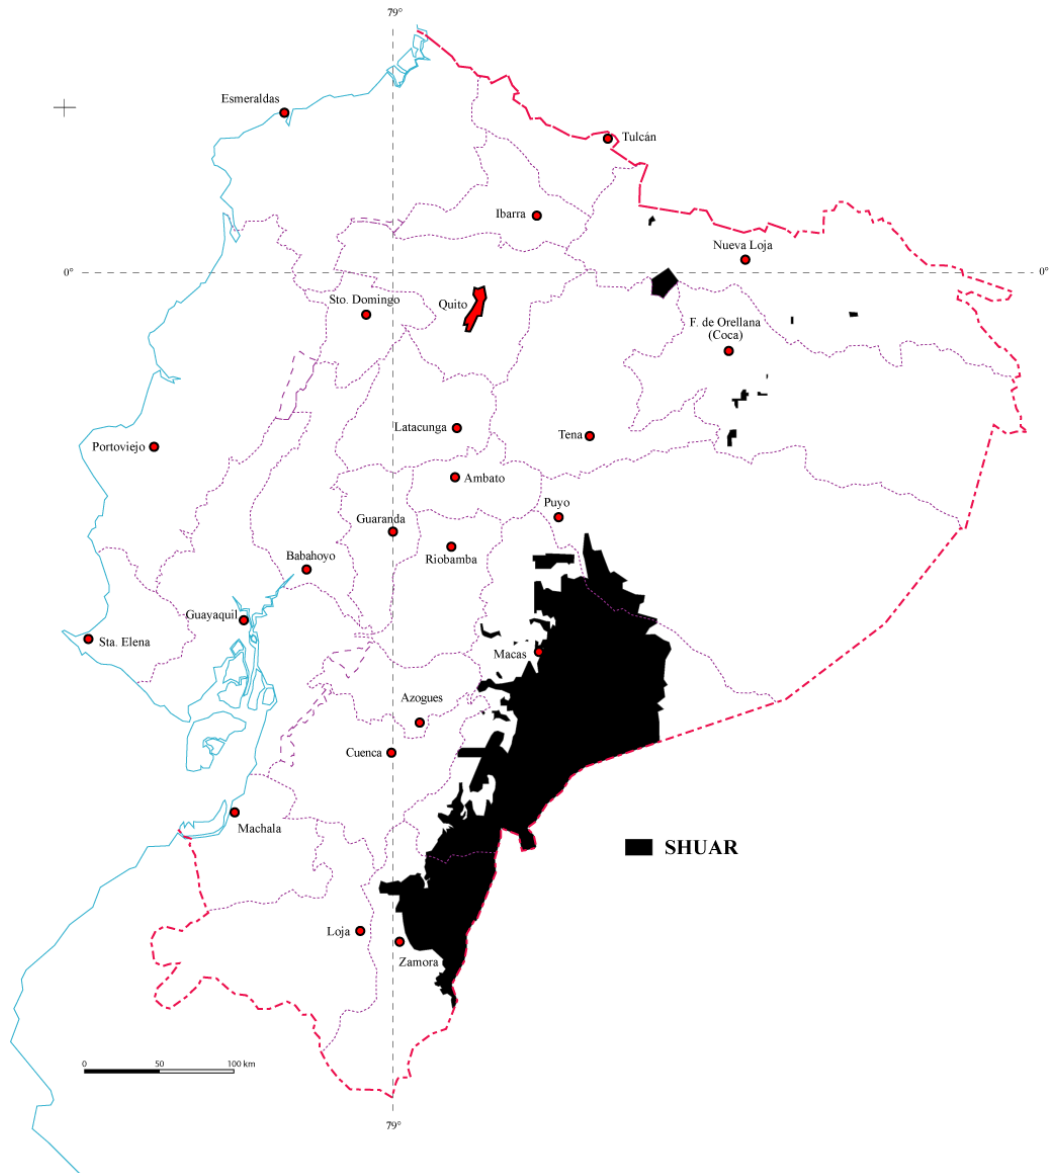 79°
Esmeraldas
Tulcán
Ibarra
Nueva Loja
0°
0°
Sto. Domingo
Quito
F. de Orellana
(Coca)
Latacunga
Tena
Portoviejo
Ambato
Puyo
Guaranda
Babahoyo
Riobamba
Guayaquil
Sta. Elena
Macas
Azogues
Cuenca
Machala
SHUAR
Loja
Zamora
0 50 100 km
79°